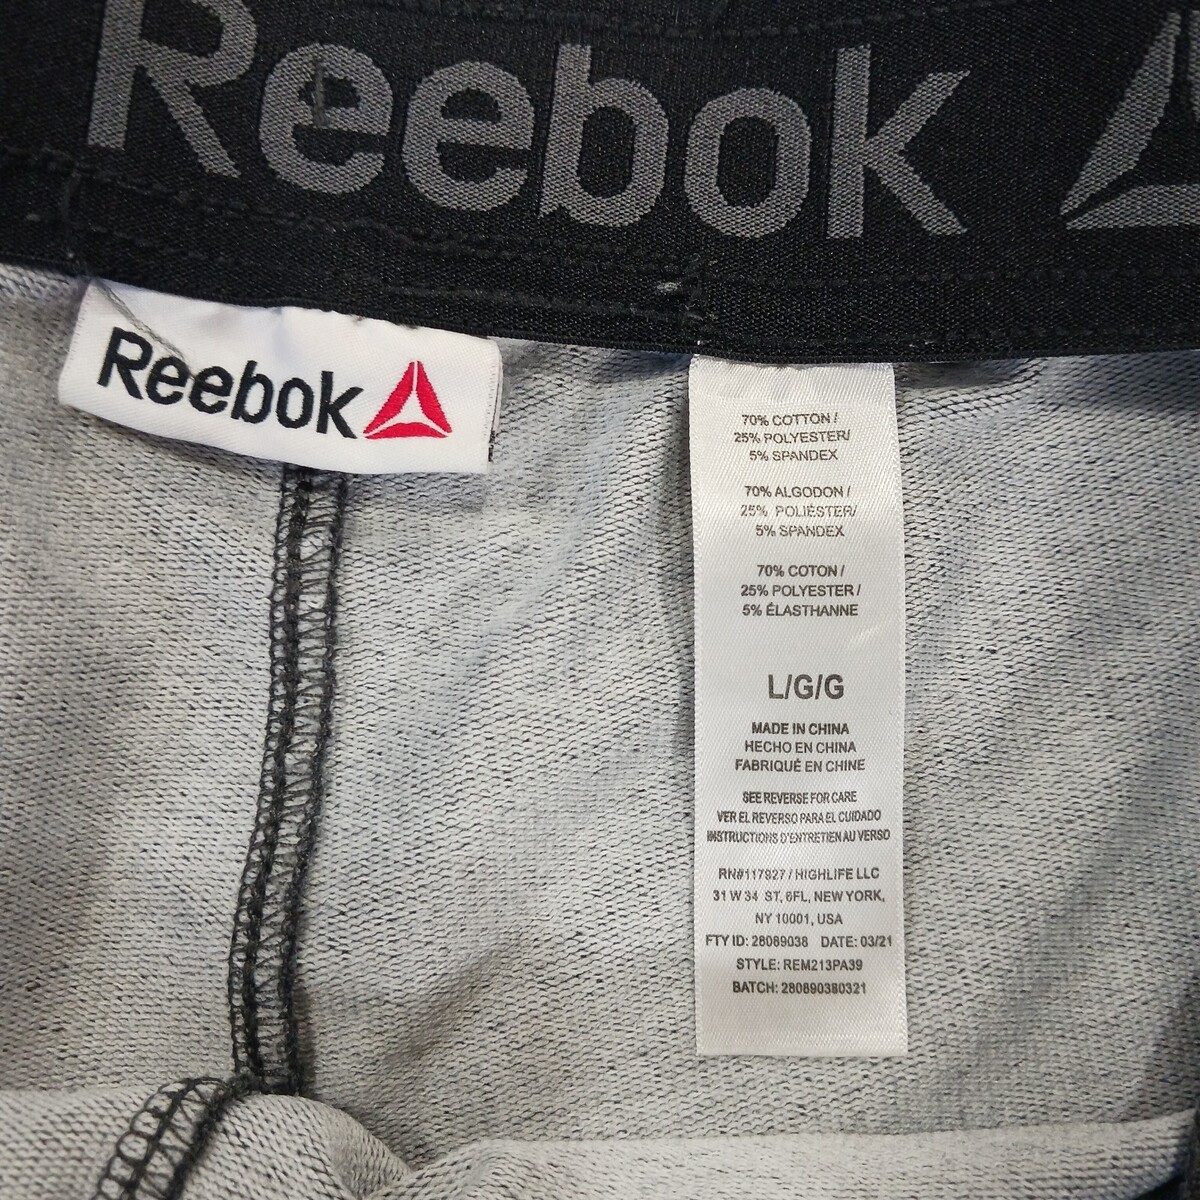 Reebok
Reebok
70% COTTON /
25% POLYESTER/
5% SPANDEX
70% ALGODON /
25% POLIÉSTER/
5% SPANDEX
70% COTON /
25% POLYESTER /
5% ÉLASTHANNE
L/G/G
MADE IN CHINA
HECHO EN CHINA
FABRIQUÉ EN CHINE
SEE REVERSE FOR CARE
VER EL REVERSO PARA EL CUIDADO
INSTRUCTIONS D'ENTRETIEN AU VERSO
RN#117927 / HIGHLIFE LLC
31 W 34 ST, 6FL, NEW YORK,
NY 10001, USA
FTY ID: 28089038 DATE: 03/21
STYLE: REM213PA39
BATCH: 280890380321